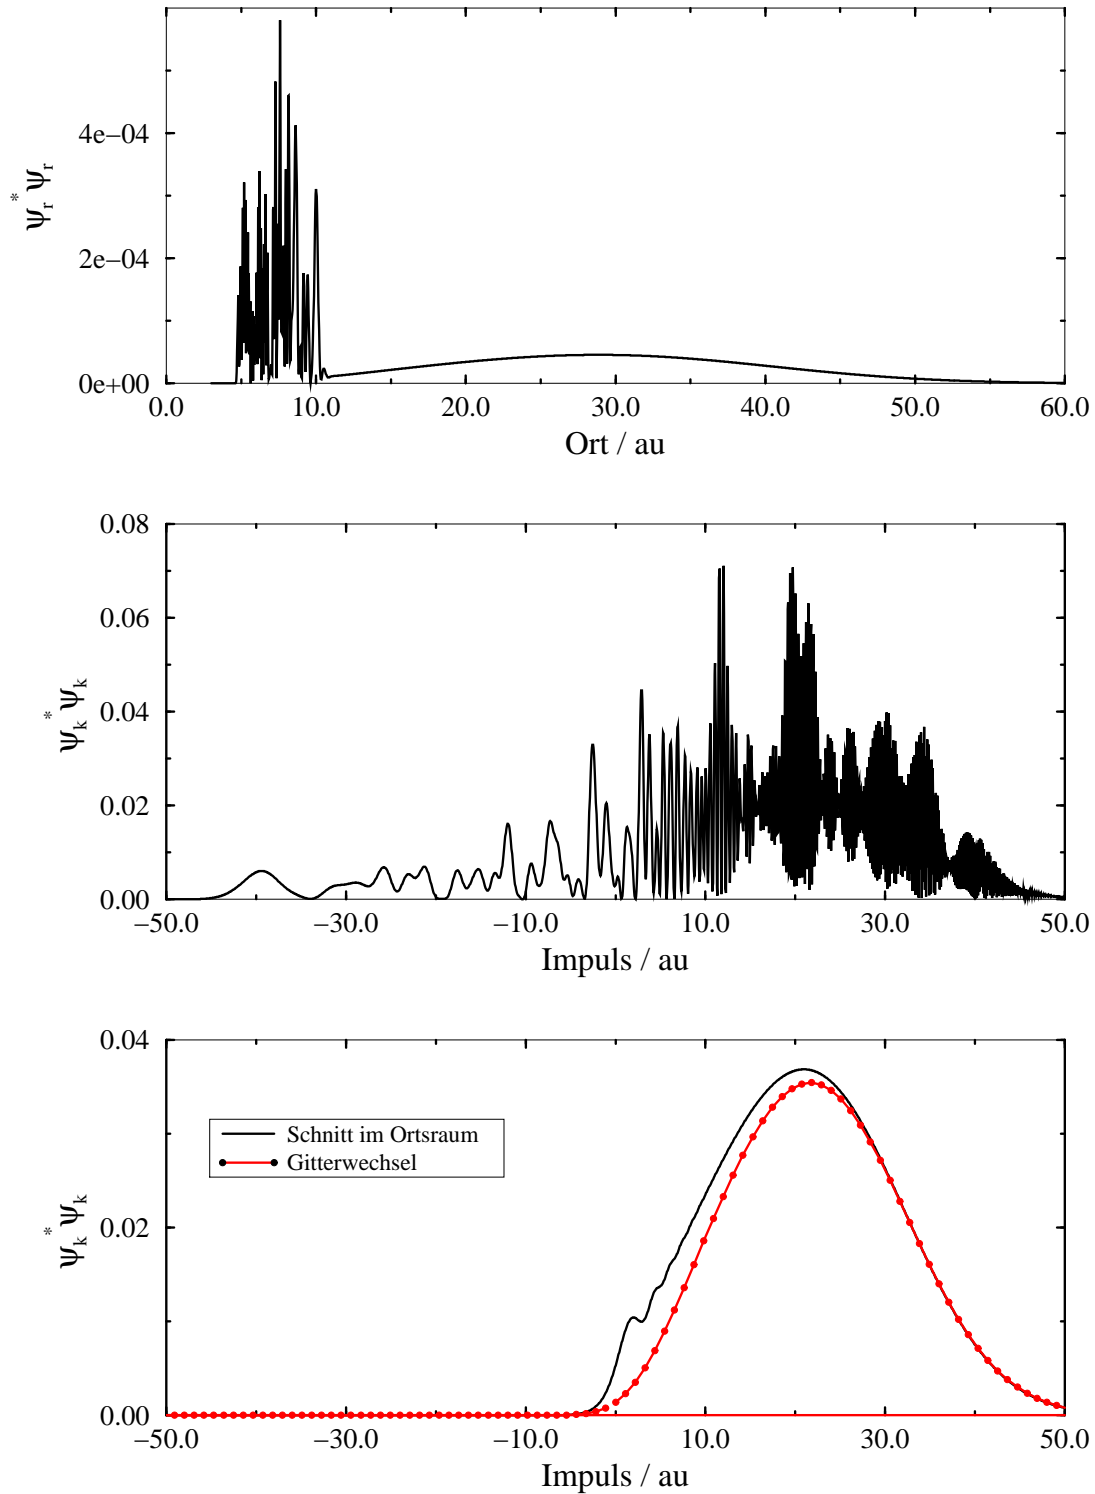 4e−04
2e−04
0e+00
ψr* ψr
0.0 10.0 20.0 30.0 40.0 50.0 60.0
Ort / au
0.08
0.06
0.04
0.02
0.00
ψk* ψk
−50.0 −30.0 −10.0 10.0 30.0 50.0
Impuls / au
0.04
0.02
0.00
ψk* ψk
Schnitt im Ortsraum
Gitterwechsel
−50.0 −30.0 −10.0 10.0 30.0 50.0
Impuls / au